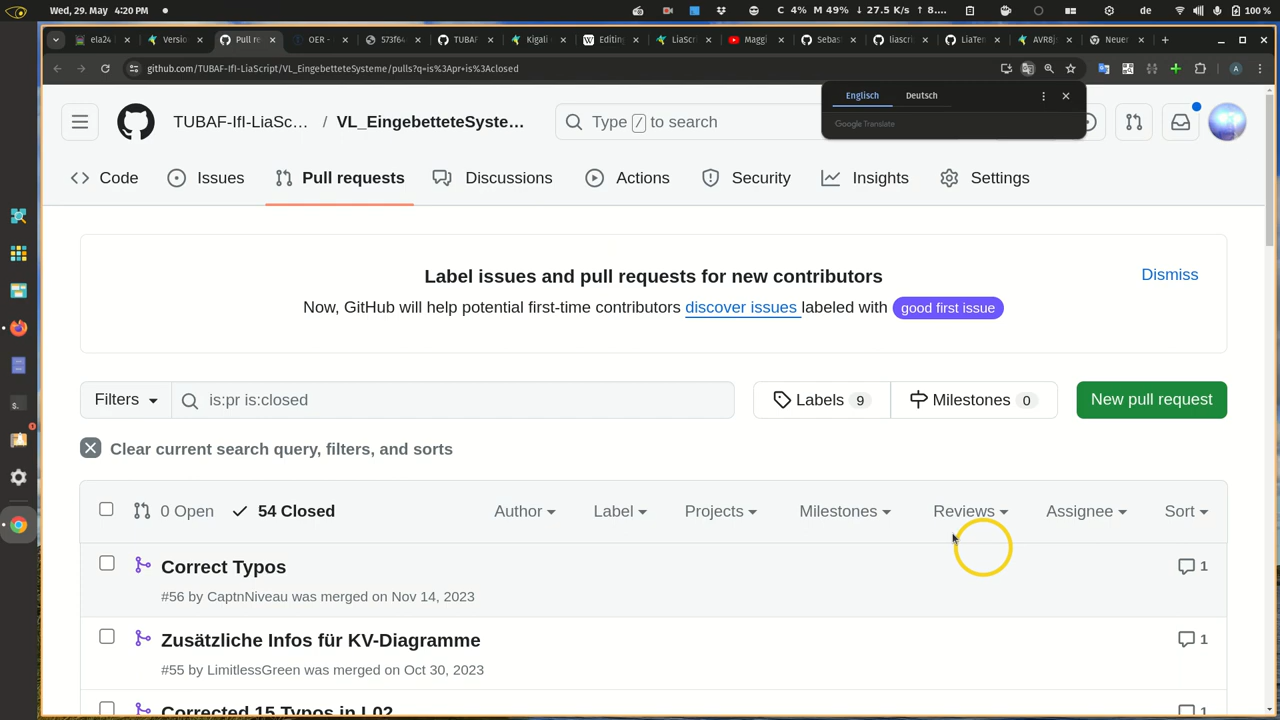 Wed, 29. May 4:20 PM
C 4% M 49% ↓ 27.5 K/s ↑ 8....
de
100 %
ela24
Versio
Pull re
OER -
573f64
TUBAF
Kigali
Editing
LiaScri
Maggi
Sebas
liascri
LiaTem
AVR8js
Neuer
github.com/TUBAF-IfI-LiaScript/VL_EingebetteteSysteme/pulls?q=is%3Apr+is%3Aclosed
A
Englisch Deutsch
Google Translate
TUBAF-IfI-LiaSc... / VL_EingebetteteSyste...
Type / to search
Code
Issues
Pull requests
Discussions
Actions
Security
Insights
Settings
Label issues and pull requests for new contributors
Dismiss
Now, GitHub will help potential first-time contributors discover issues labeled with good first issue
Filters
is:pr is:closed
Labels 9
Milestones 0
New pull request
Clear current search query, filters, and sorts
0 Open
54 Closed
Author
Label
Projects
Milestones
Reviews
Assignee
Sort
Correct Typos
1
#56 by CaptnNiveau was merged on Nov 14, 2023
Zusätzliche Infos für KV-Diagramme
1
#55 by LimitlessGreen was merged on Oct 30, 2023
Corrected 15 Typos in L02
1